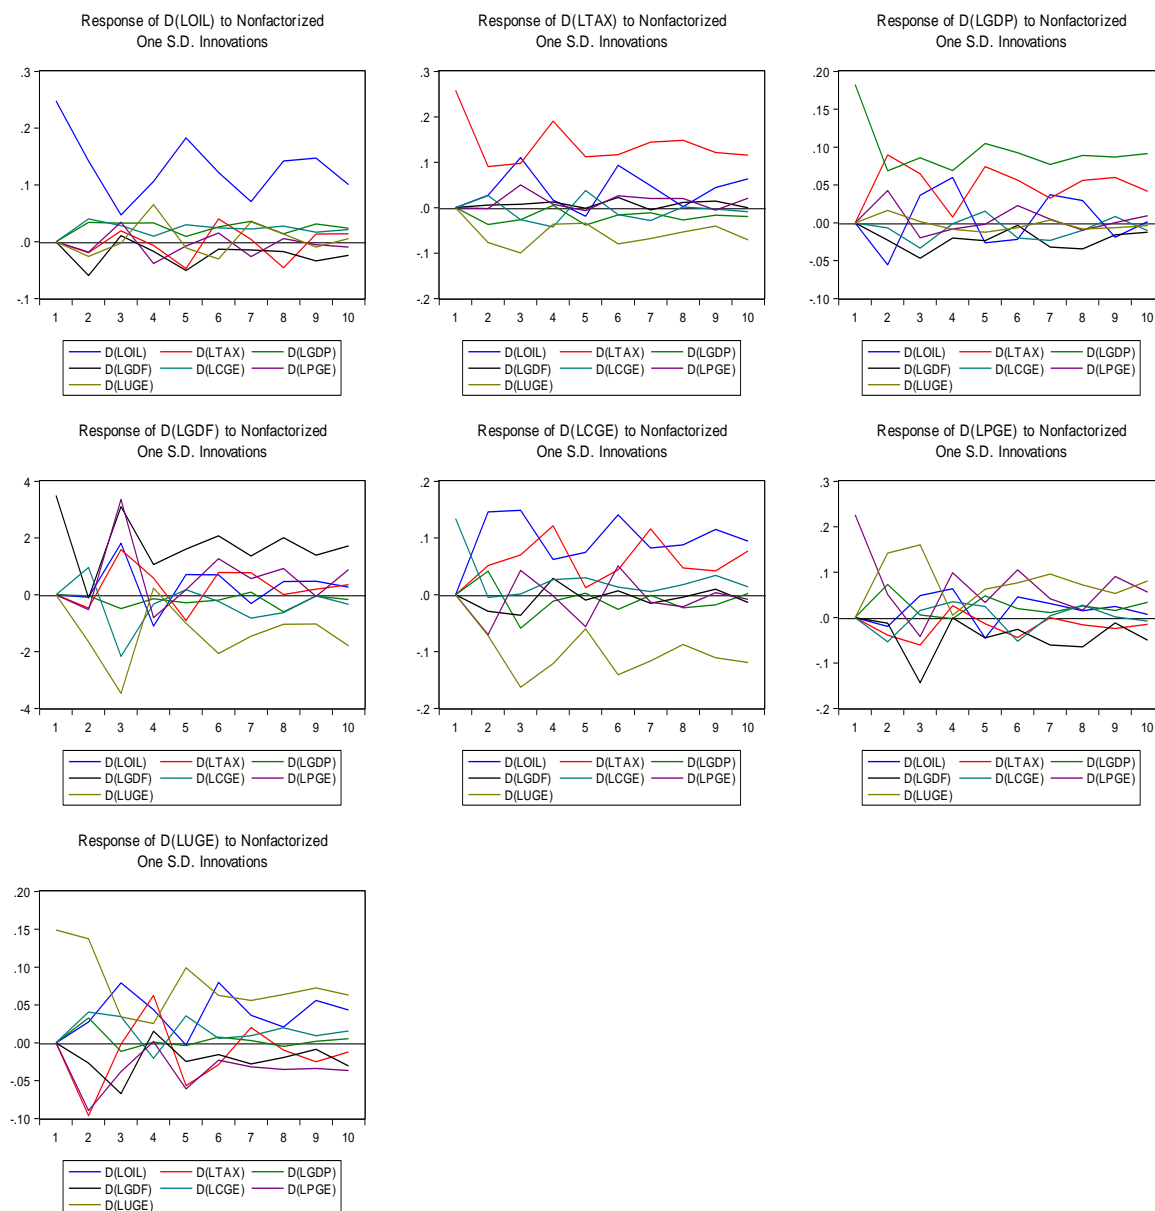 Response of D(LOIL) to Nonfactorized
One S.D. Innovations
.3
.2
.1
.0
-.1
1 2 3 4 5 6 7 8 9 10
D(LOIL) D(LTAX) D(LGDP)
D(LGDF) D(LCGE) D(LPGE)
D(LUGE)
Response of D(LTAX) to Nonfactorized
One S.D. Innovations
.3
.2
.1
.0
-.1
-.2
1 2 3 4 5 6 7 8 9 10
D(LOIL) D(LTAX) D(LGDP)
D(LGDF) D(LCGE) D(LPGE)
D(LUGE)
Response of D(LGDP) to Nonfactorized
One S.D. Innovations
.20
.15
.10
.05
.00
-.05
-.10
1 2 3 4 5 6 7 8 9 10
D(LOIL) D(LTAX) D(LGDP)
D(LGDF) D(LCGE) D(LPGE)
D(LUGE)
Response of D(LGDF) to Nonfactorized
One S.D. Innovations
4
2
0
-2
-4
1 2 3 4 5 6 7 8 9 10
D(LOIL) D(LTAX) D(LGDP)
D(LGDF) D(LCGE) D(LPGE)
D(LUGE)
Response of D(LCGE) to Nonfactorized
One S.D. Innovations
.2
.1
.0
-.1
-.2
1 2 3 4 5 6 7 8 9 10
D(LOIL) D(LTAX) D(LGDP)
D(LGDF) D(LCGE) D(LPGE)
D(LUGE)
Response of D(LPGE) to Nonfactorized
One S.D. Innovations
.3
.2
.1
.0
-.1
-.2
1 2 3 4 5 6 7 8 9 10
D(LOIL) D(LTAX) D(LGDP)
D(LGDF) D(LCGE) D(LPGE)
D(LUGE)
Response of D(LUGE) to Nonfactorized
One S.D. Innovations
.20
.15
.10
.05
.00
-.05
-.10
1 2 3 4 5 6 7 8 9 10
D(LOIL) D(LTAX) D(LGDP)
D(LGDF) D(LCGE) D(LPGE)
D(LUGE)